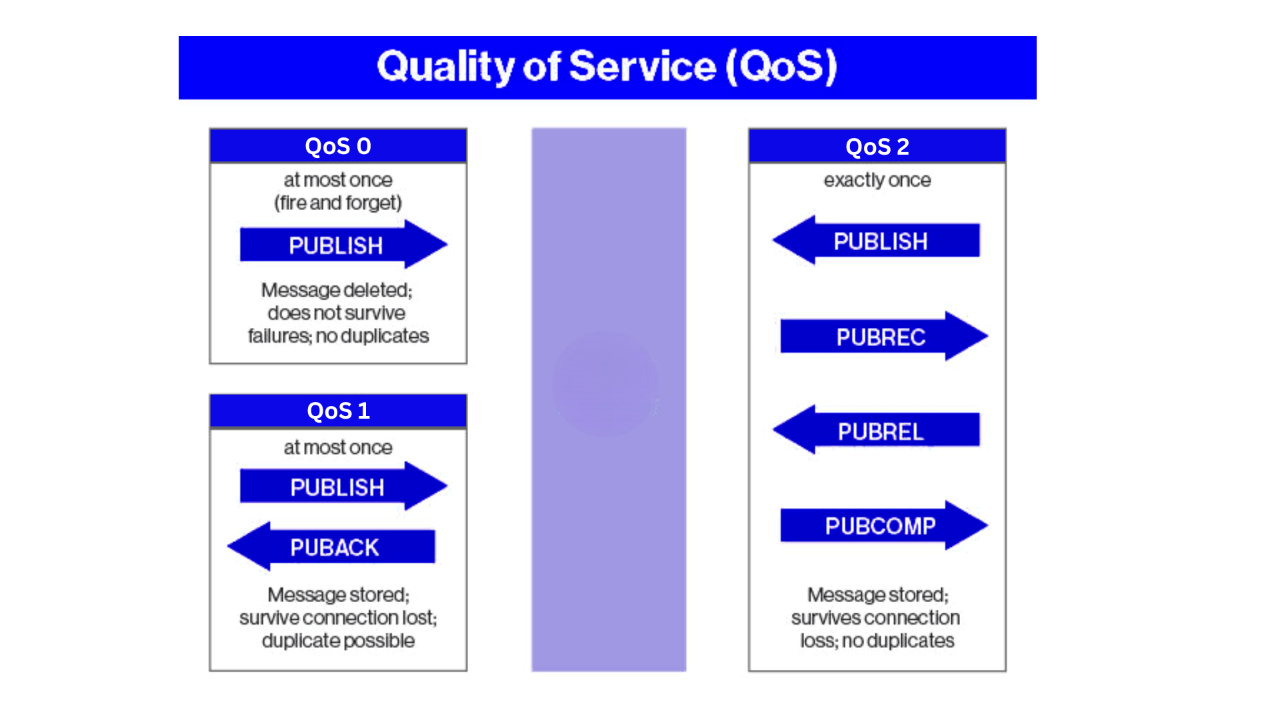 Quality of Service (QoS)
QoS 0
at most once
(fire and forget)
PUBLISH
Message deleted;
does not survive
failures; no duplicates
QoS 1
at most once
PUBLISH
PUBACK
Message stored;
survive connection lost;
duplicate possible
QoS 2
exactly once
PUBLISH
PUBREC
PUBREL
PUBCOMP
Message stored;
survives connection
loss; no duplicates